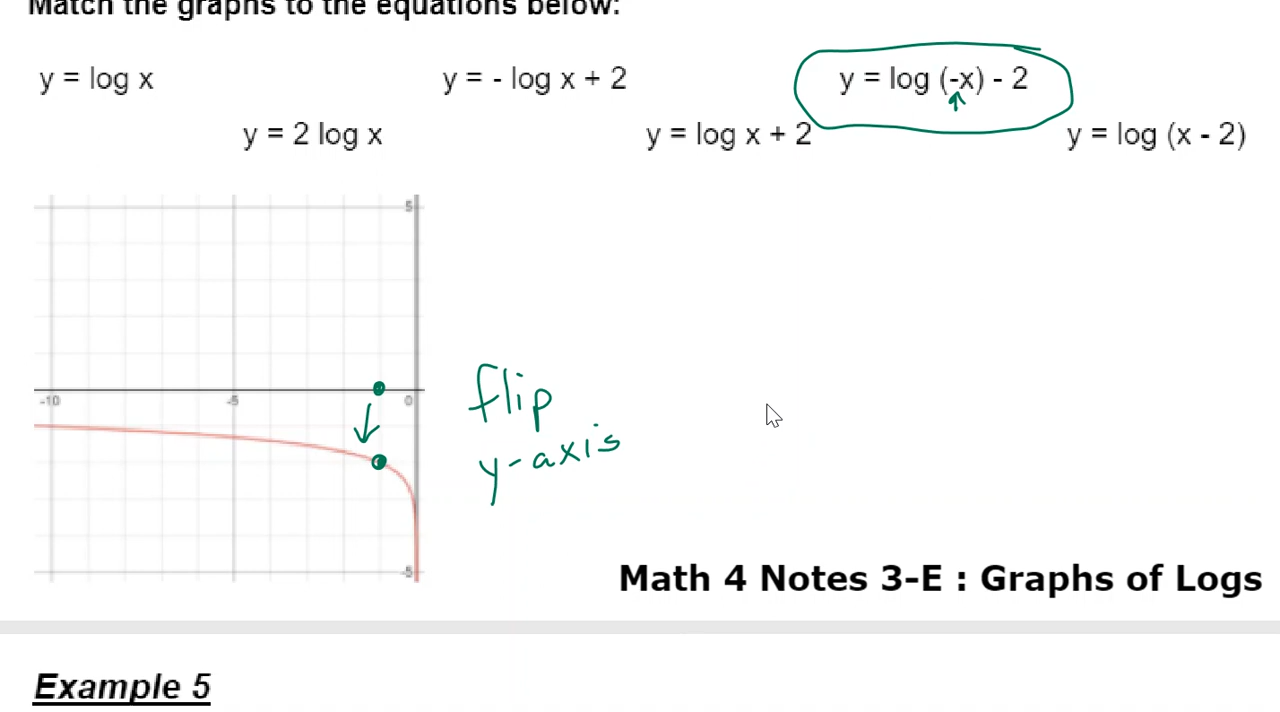 Match the graphs to the equations below:
y = log x
y = - log x + 2
y = log (-x) - 2
y = 2 log x
y = log x + 2
y = log (x - 2)
5
-10
-5
0
-5
flip
y-axis
Math 4 Notes 3-E : Graphs of Logs
Example 5